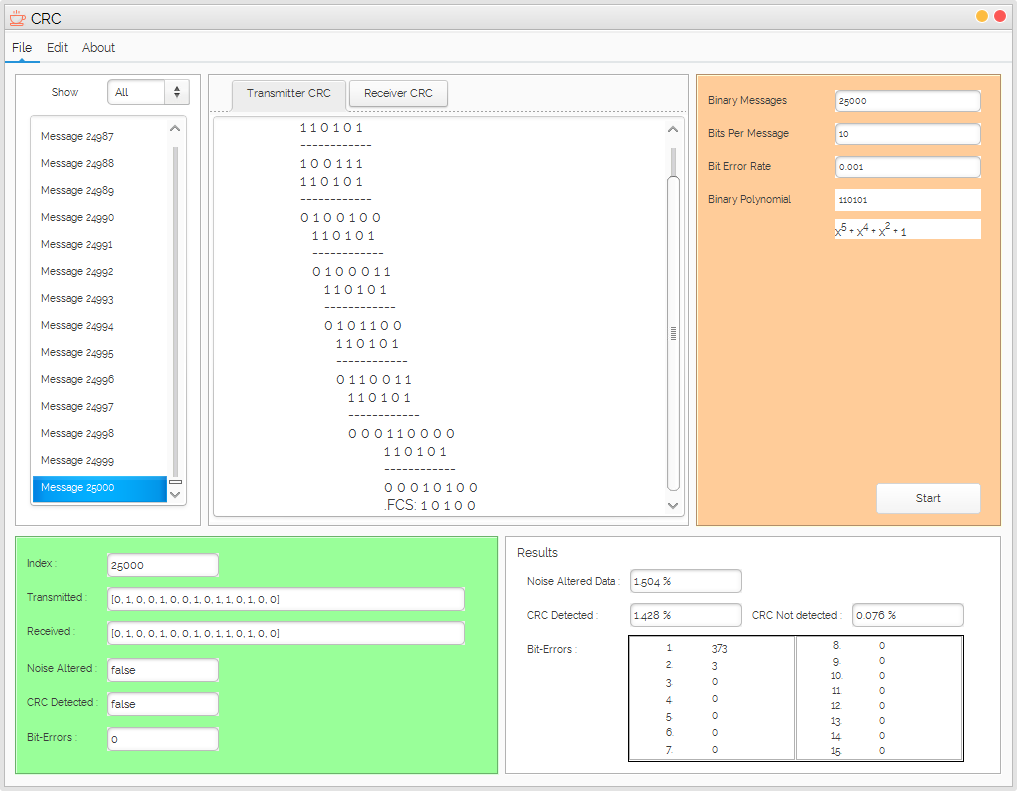 CRC
File Edit About
Show All
Message 24987
Message 24988
Message 24989
Message 24990
Message 24991
Message 24992
Message 24993
Message 24994
Message 24995
Message 24996
Message 24997
Message 24998
Message 24999
Message 25000
Transmitter CRC Receiver CRC
1 1 0 1 0 1
------------
1 0 0 1 1 1
1 1 0 1 0 1
------------
0 1 0 0 1 0 0
1 1 0 1 0 1
------------
0 1 0 0 0 1 1
1 1 0 1 0 1
------------
0 1 0 1 1 0 0
1 1 0 1 0 1
------------
0 1 1 0 0 1 1
1 1 0 1 0 1
------------
0 0 0 1 1 0 0 0 0
1 1 0 1 0 1
------------
0 0 0 1 0 1 0 0
.FCS: 1 0 1 0 0
Binary Messages 25000
Bits Per Message 10
Bit Error Rate 0.001
Binary Polynomial 110101
x⁵ + x⁴ + x² + 1
Start
Index : 25000
Transmitted : [0, 1, 0, 0, 1, 0, 0, 1, 0, 1, 1, 0, 1, 0, 0]
Received : [0, 1, 0, 0, 1, 0, 0, 1, 0, 1, 1, 0, 1, 0, 0]
Noise Altered : false
CRC Detected : false
Bit-Errors : 0
Results
Noise Altered Data : 1.504 %
CRC Detected : 1.428 % CRC Not detected : 0.076 %
Bit-Errors :
1. 373
2. 3
3. 0
4. 0
5. 0
6. 0
7. 0
8. 0
9. 0
10. 0
11. 0
12. 0
13. 0
14. 0
15. 0